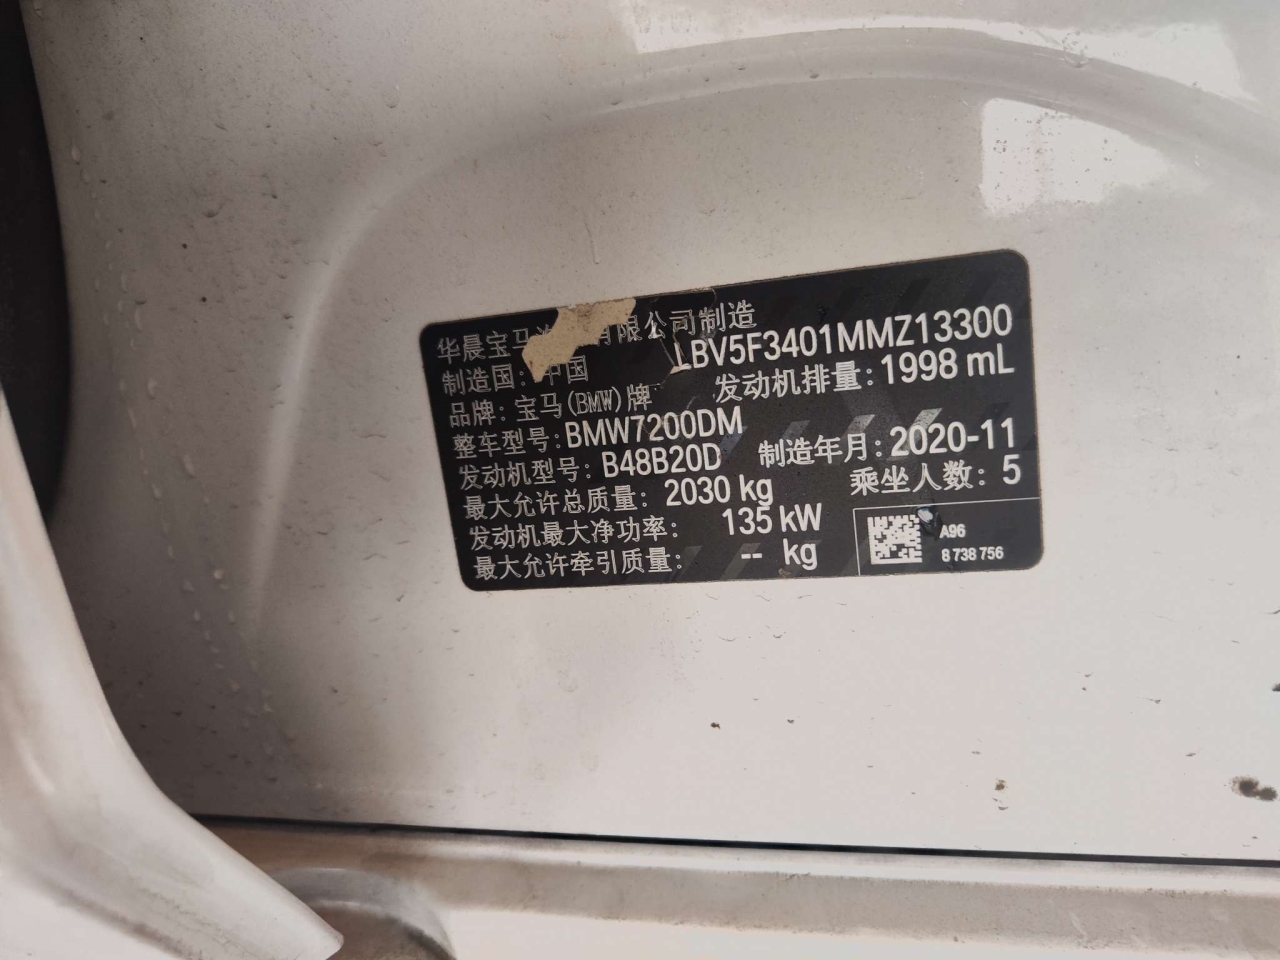 华晨宝马 有限公司制造
制造国: 中国 LBV5F3401MMZ13300
品牌: 宝马(BMW)牌 发动机排量: 1998 mL
整车型号: BMW7200DM
发动机型号: B48B20D 制造年月: 2020-11
最大允许总质量: 2030 kg 乘坐人数: 5
发动机最大净功率: 135 kW
最大允许牵引质量: -- kg
A96
8 738 756